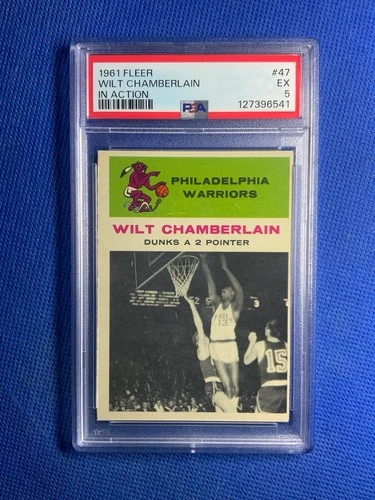 1961 FLEER #47
WILT CHAMBERLAIN EX
IN ACTION 5
PSA 127396541
PHILADELPHIA
WARRIORS
WILT CHAMBERLAIN
DUNKS A 2 POINTER
13
15